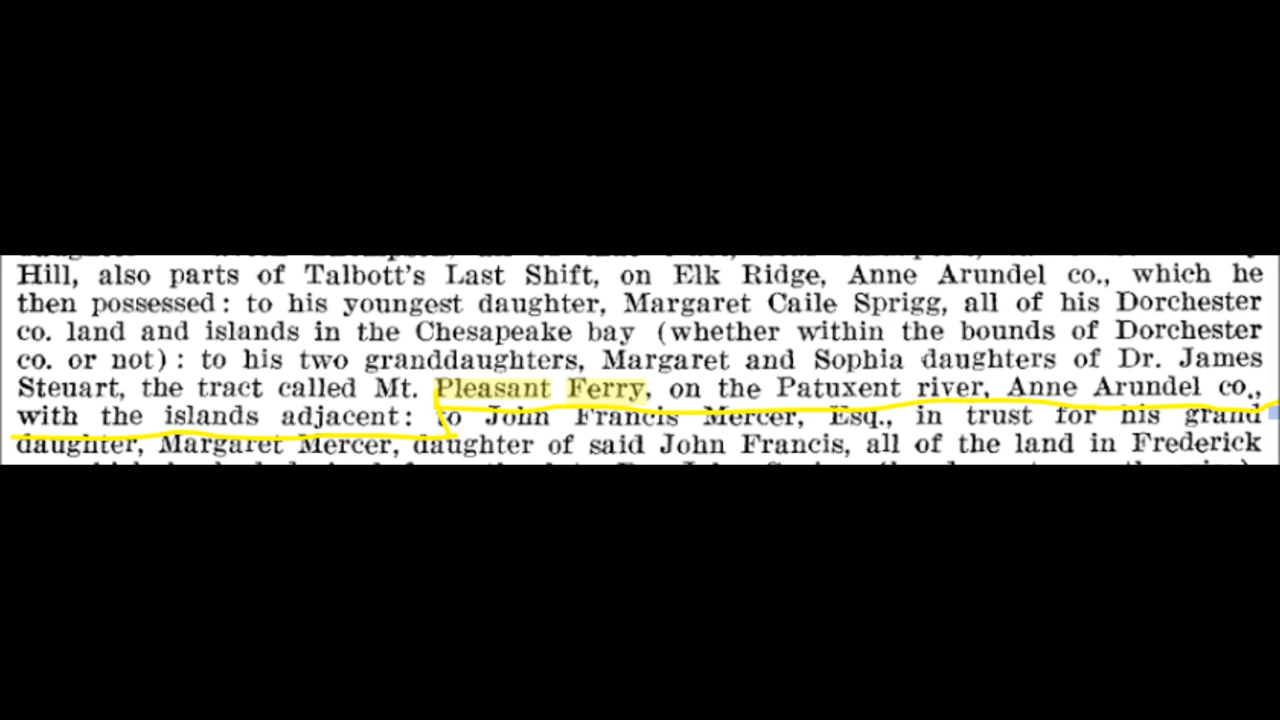 Hill, also parts of Talbott's Last Shift, on Elk Ridge, Anne Arundel co., which he
then possessed: to his youngest daughter, Margaret Caile Sprigg, all of his Dorchester
co. land and islands in the Chesapeake bay (whether within the bounds of Dorchester
co. or not): to his two granddaughters, Margaret and Sophia daughters of Dr. James
Steuart, the tract called Mt. Pleasant Ferry, on the Patuxent river, Anne Arundel co.,
with the islands adjacent: to John Francis Mercer, Esq., in trust for his grand
daughter, Margaret Mercer, daughter of said John Francis, all of the land in Frederick